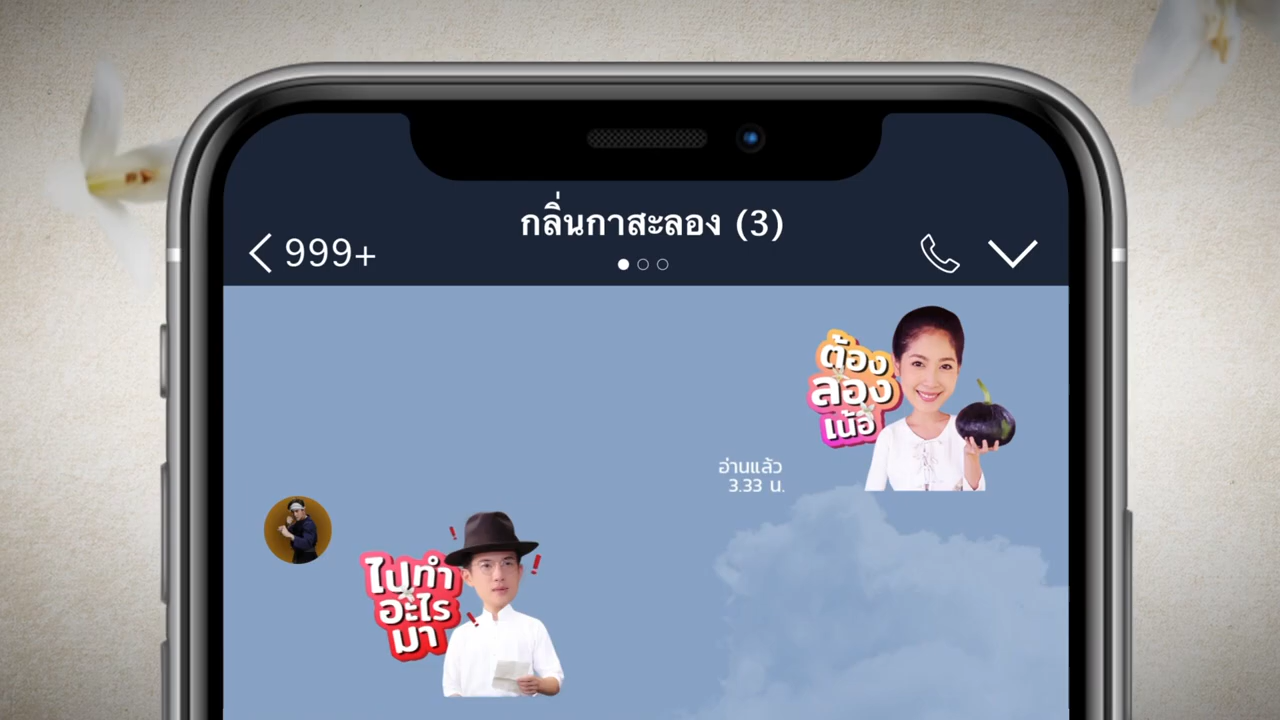 กลิ่นกาสะลอง (3)
999+
ต้อง
ลอง
เน้อ
อ่านแล้ว
3.33 น.
ไปทำ
อะไร
มา